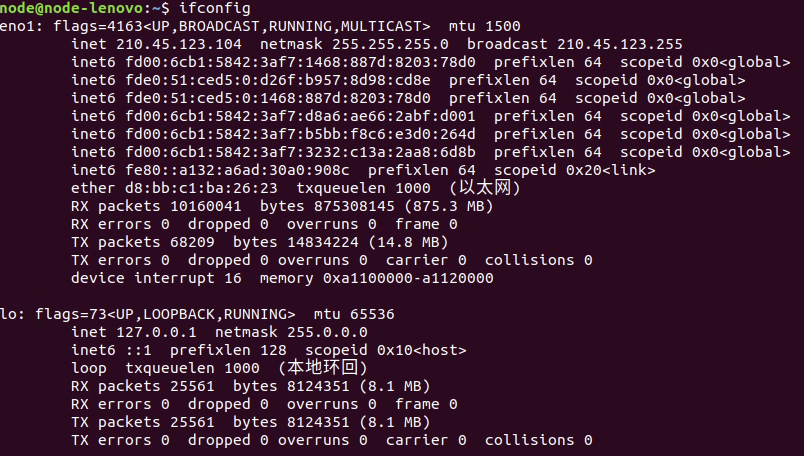 node@node-lenovo:~$ ifconfig
eno1: flags=4163<UP,BROADCAST,RUNNING,MULTICAST>  mtu 1500
        inet 210.45.123.104  netmask 255.255.255.0  broadcast 210.45.123.255
        inet6 fd00:6cb1:5842:3af7:1468:887d:8203:78d0  prefixlen 64  scopeid 0x0<global>
        inet6 fde0:51:ced5:0:d26f:b957:8d98:cd8e  prefixlen 64  scopeid 0x0<global>
        inet6 fde0:51:ced5:0:1468:887d:8203:78d0  prefixlen 64  scopeid 0x0<global>
        inet6 fd00:6cb1:5842:3af7:d8a6:ae66:2abf:d001  prefixlen 64  scopeid 0x0<global>
        inet6 fd00:6cb1:5842:3af7:b5bb:f8c6:e3d0:264d  prefixlen 64  scopeid 0x0<global>
        inet6 fd00:6cb1:5842:3af7:3232:c13a:2aa8:6d8b  prefixlen 64  scopeid 0x0<global>
        inet6 fe80::a132:a6ad:30a0:908c  prefixlen 64  scopeid 0x20<link>
        ether d8:bb:c1:ba:26:23  txqueuelen 1000  (以太网)
        RX packets 10160041  bytes 875308145 (875.3 MB)
        RX errors 0  dropped 0  overruns 0  frame 0
        TX packets 68209  bytes 14834224 (14.8 MB)
        TX errors 0  dropped 0 overruns 0  carrier 0  collisions 0
        device interrupt 16  memory 0xa1100000-a1120000
lo: flags=73<UP,LOOPBACK,RUNNING>  mtu 65536
        inet 127.0.0.1  netmask 255.0.0.0
        inet6 ::1  prefixlen 128  scopeid 0x10<host>
        loop  txqueuelen 1000  (本地环回)
        RX packets 25561  bytes 8124351 (8.1 MB)
        RX errors 0  dropped 0  overruns 0  frame 0
        TX packets 25561  bytes 8124351 (8.1 MB)
        TX errors 0  dropped 0 overruns 0  carrier 0  collisions 0